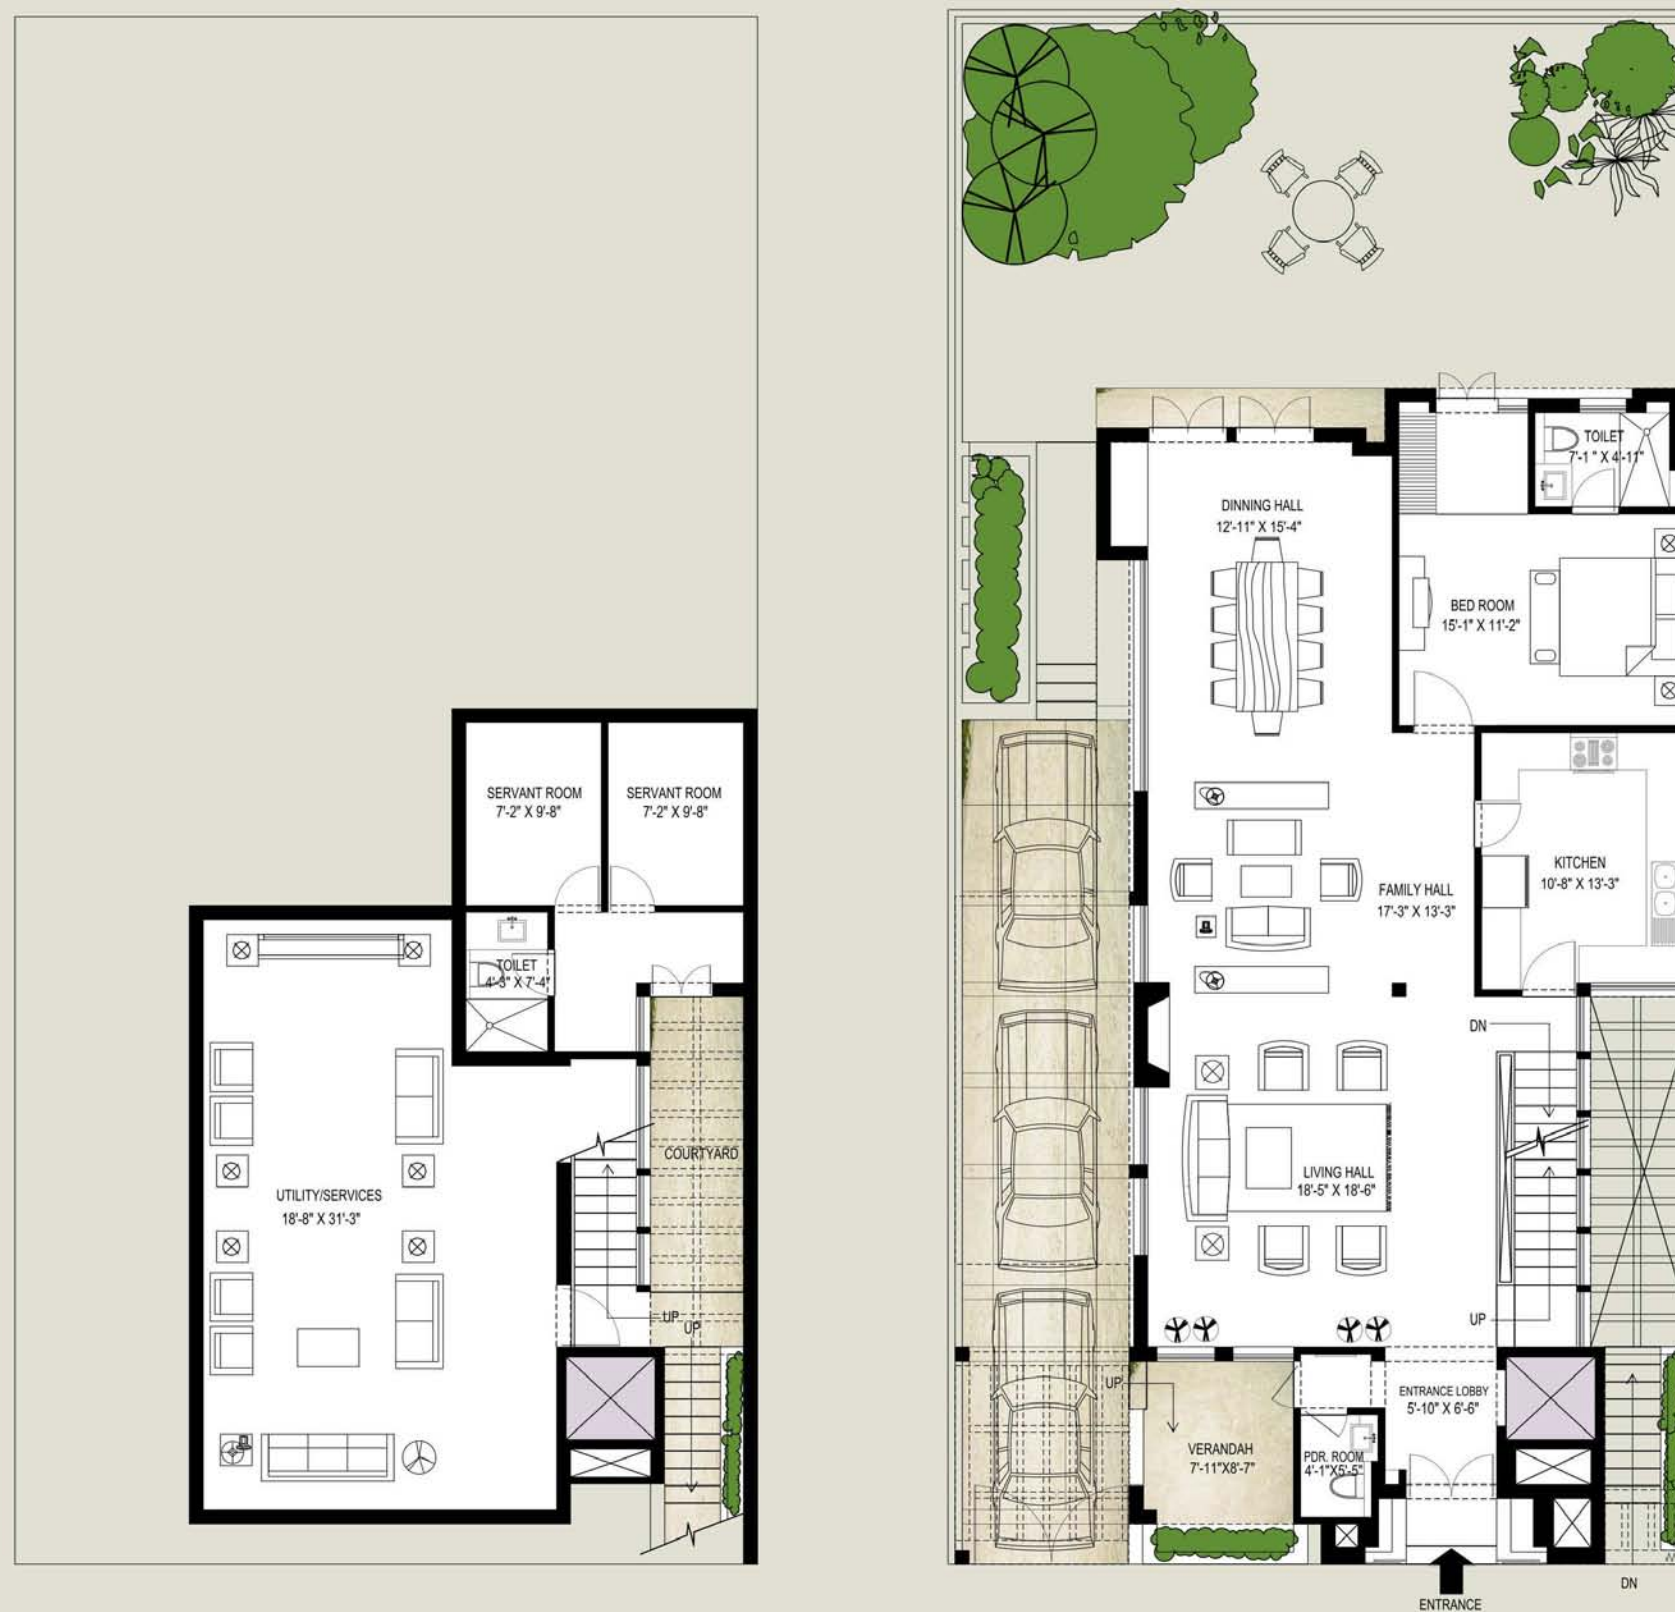 SERVANT ROOM
7'-2" X 9'-8"
SERVANT ROOM
7'-2" X 9'-8"
TOILET
4'-3" X 7'-4"
COURTYARD
UTILITY/SERVICES
18'-8" X 31'-3"
UP
UP
TOILET
7'-1 " X 4'-11"
DINNING HALL
12'-11" X 15'-4"
BED ROOM
15'-1" X 11'-2"
KITCHEN
10'-8" X 13'-3"
FAMILY HALL
17'-3" X 13'-3"
DN
LIVING HALL
18'-5" X 18'-6"
UP
UP
ENTRANCE LOBBY
5'-10" X 6'-6"
VERANDAH
7'-11"X8'-7"
PDR. ROOM
4'-1"X5'-5"
DN
ENTRANCE